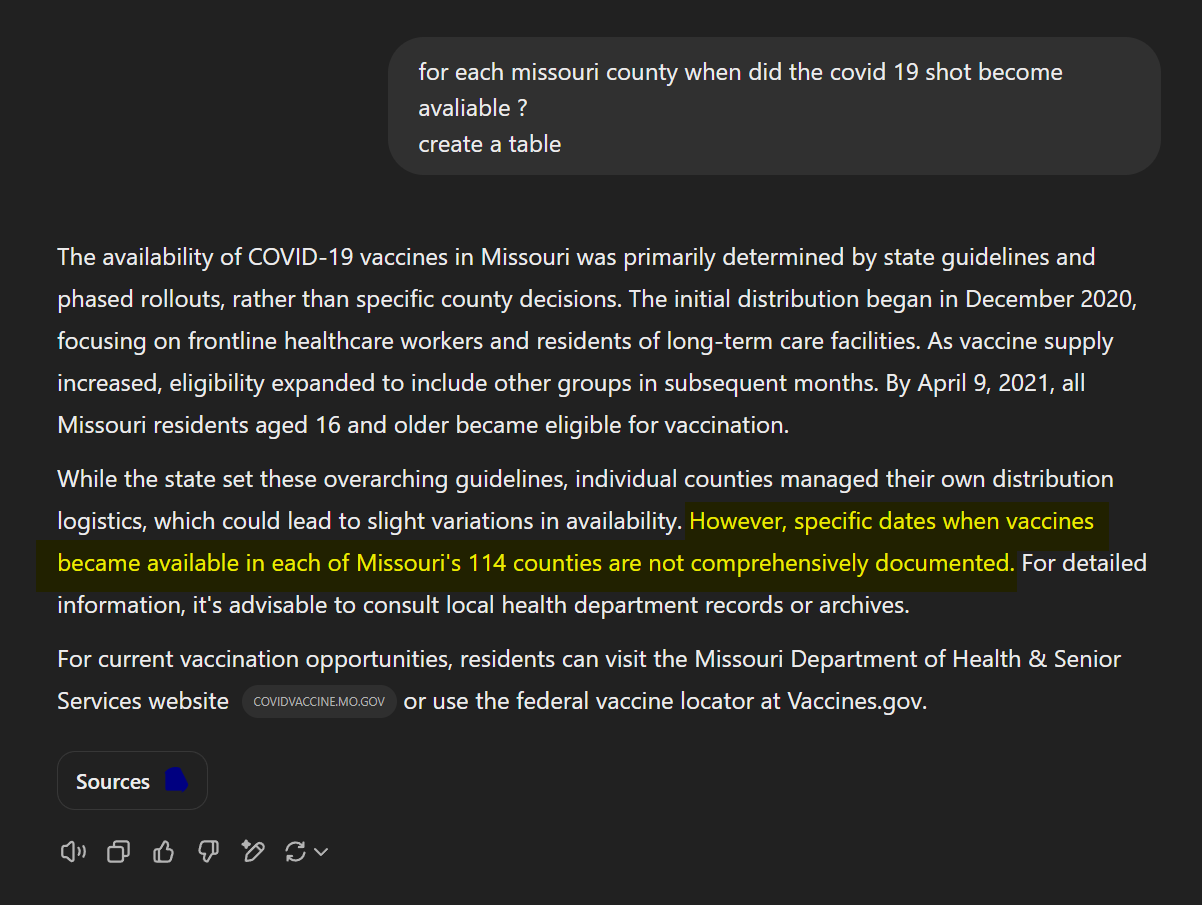 for each missouri county when did the covid 19 shot become
avaliable ?
create a table
The availability of COVID-19 vaccines in Missouri was primarily determined by state guidelines and
phased rollouts, rather than specific county decisions. The initial distribution began in December 2020,
focusing on frontline healthcare workers and residents of long-term care facilities. As vaccine supply
increased, eligibility expanded to include other groups in subsequent months. By April 9, 2021, all
Missouri residents aged 16 and older became eligible for vaccination.
While the state set these overarching guidelines, individual counties managed their own distribution
logistics, which could lead to slight variations in availability. However, specific dates when vaccines
became available in each of Missouri's 114 counties are not comprehensively documented. For detailed
information, it's advisable to consult local health department records or archives.
For current vaccination opportunities, residents can visit the Missouri Department of Health & Senior
Services website COVIDVACCINE.MO.GOV or use the federal vaccine locator at Vaccines.gov.
Sources